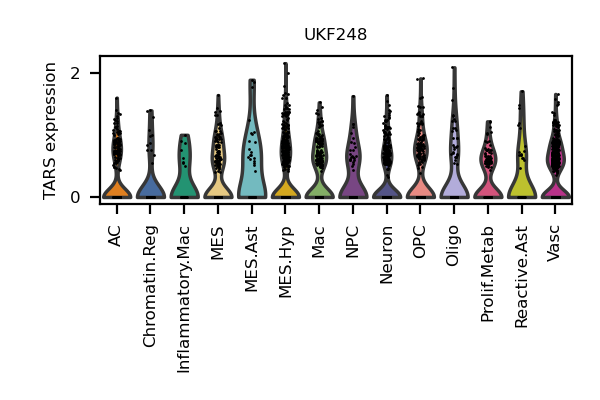 UKF248
TARS expression
2
0
AC
Chromatin.Reg
Inflammatory.Mac
MES
MES.Ast
MES.Hyp
Mac
NPC
Neuron
OPC
Oligo
Prolif.Metab
Reactive.Ast
Vasc